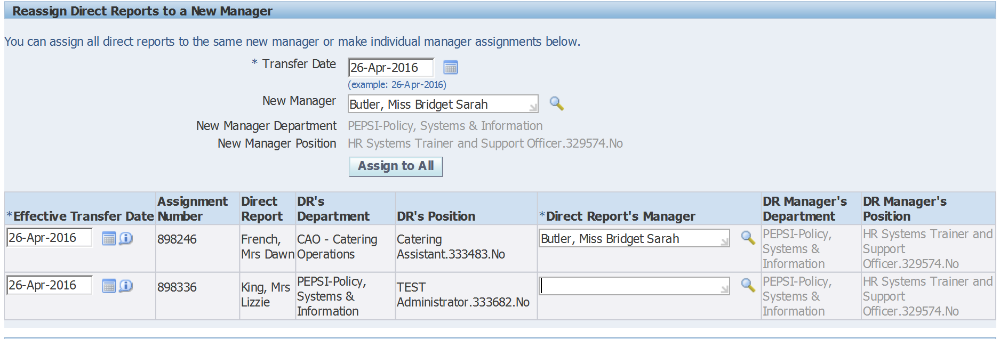 Reassign Direct Reports to a New Manager
You can assign all direct reports to the same new manager or make individual manager assignments below.
* Transfer Date 26-Apr-2016
(example: 26-Apr-2016)
New Manager Butler, Miss Bridget Sarah
New Manager Department PEPSI-Policy, Systems & Information
New Manager Position HR Systems Trainer and Support Officer.329574.No
Assign to All
*Effective Transfer Date
Assignment
Number
Direct
Report
DR's
Department
DR's Position
*Direct Report's Manager
DR Manager's
Department
DR Manager's
Position
26-Apr-2016
898246
French,
Mrs Dawn
CAO - Catering
Operations
Catering
Assistant.333483.No
Butler, Miss Bridget Sarah
PEPSI-Policy,
Systems &
Information
HR Systems Trainer and
Support
Officer.329574.No
26-Apr-2016
898336
King, Mrs
Lizzie
PEPSI-Policy,
Systems &
Information
TEST
Administrator.333682.No
PEPSI-Policy,
Systems &
Information
HR Systems Trainer and
Support
Officer.329574.No